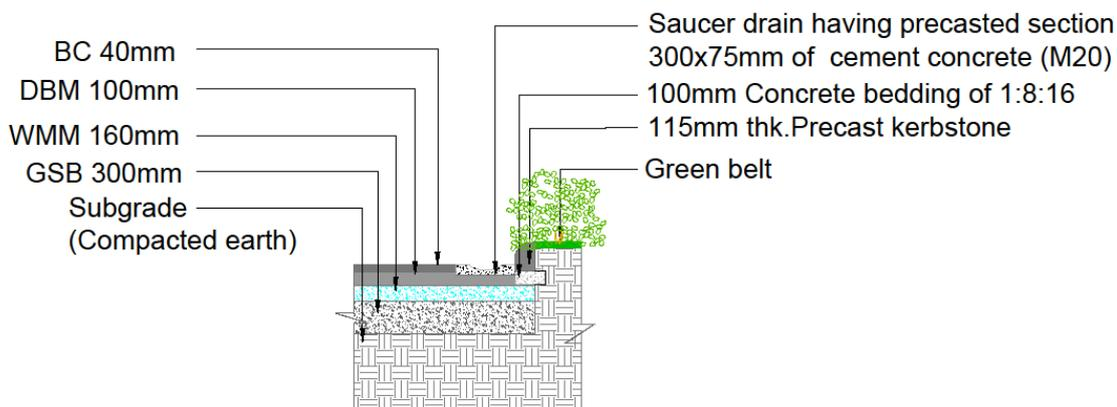 BC 40mm
DBM 100mm
WMM 160mm
GSB 300mm
Subgrade
(Compacted earth)
Saucer drain having precasted section
300x75mm of cement concrete (M20)
100mm Concrete bedding of 1:8:16
115mm thk.Precast kerbstone
Green belt